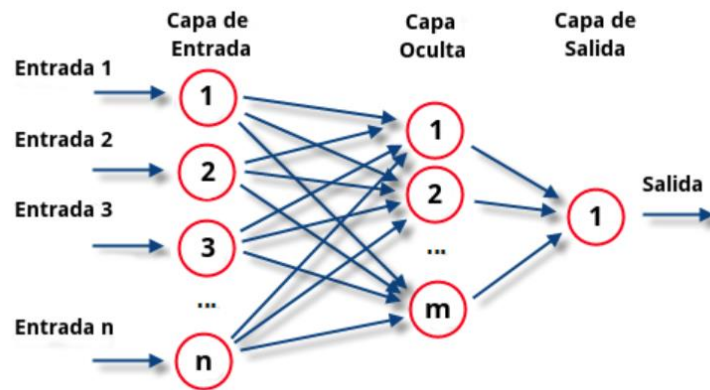 Capa de
Entrada
Capa
Oculta
Capa de
Salida
Entrada 1
1
Entrada 2
2
Entrada 3
3
...
Entrada n
n
1
2
...
m
1
Salida